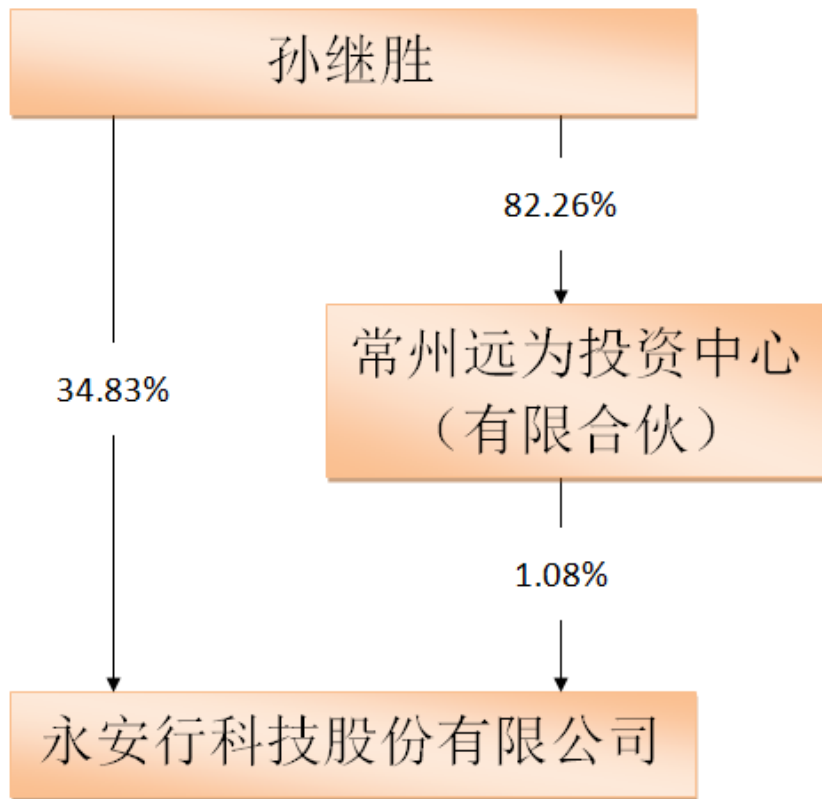 孙继胜
82.26%
常州远为投资中心
（有限合伙）
34.83%
1.08%
永安行科技股份有限公司